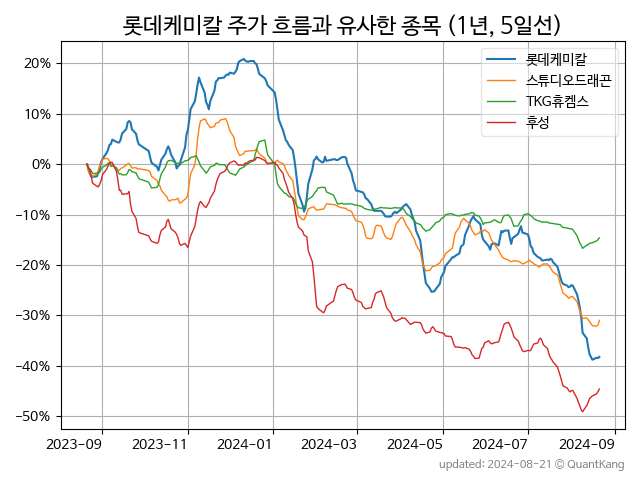 롯데케미칼 주가 흐름과 유사한 종목 (1년, 5일선)
롯데케미칼
스튜디오드래곤
TKG휴켐스
후성
20%
10%
0%
−10%
−20%
−30%
−40%
−50%
2023-09
2023-11
2024-01
2024-03
2024-05
2024-07
2024-09
updated: 2024-08-21 © QuantKang